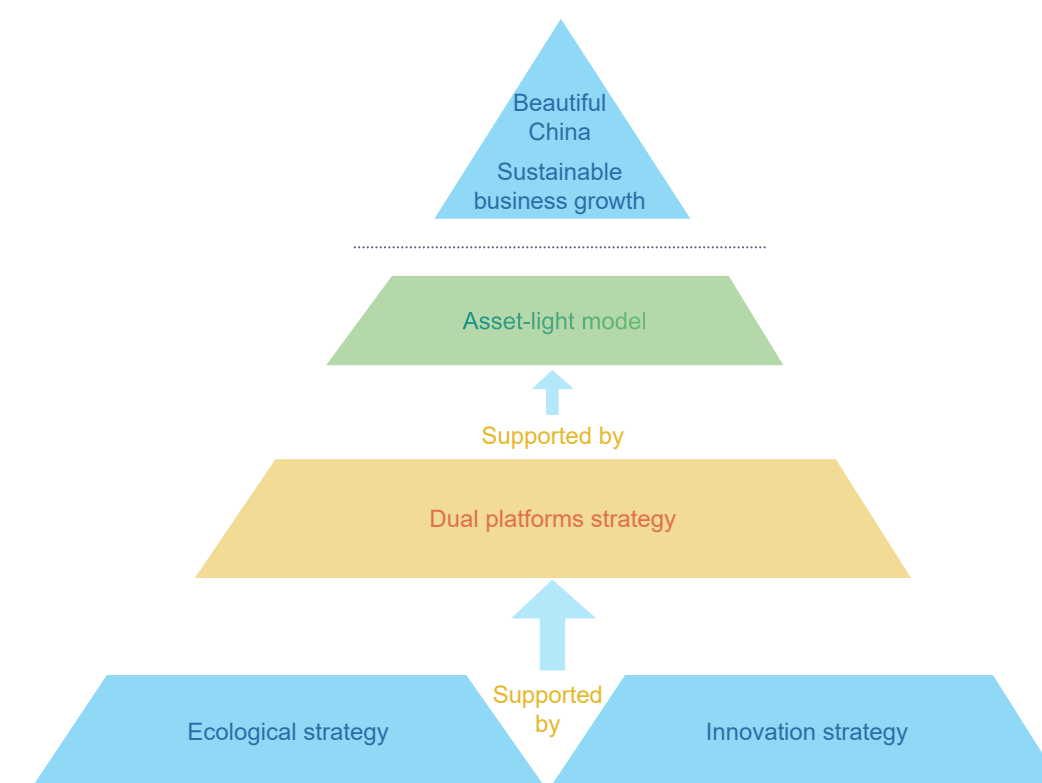 Beautiful
China
Sustainable
business growth
Asset-light model
Supported by
Dual platforms strategy
Supported
by
Ecological strategy
Innovation strategy